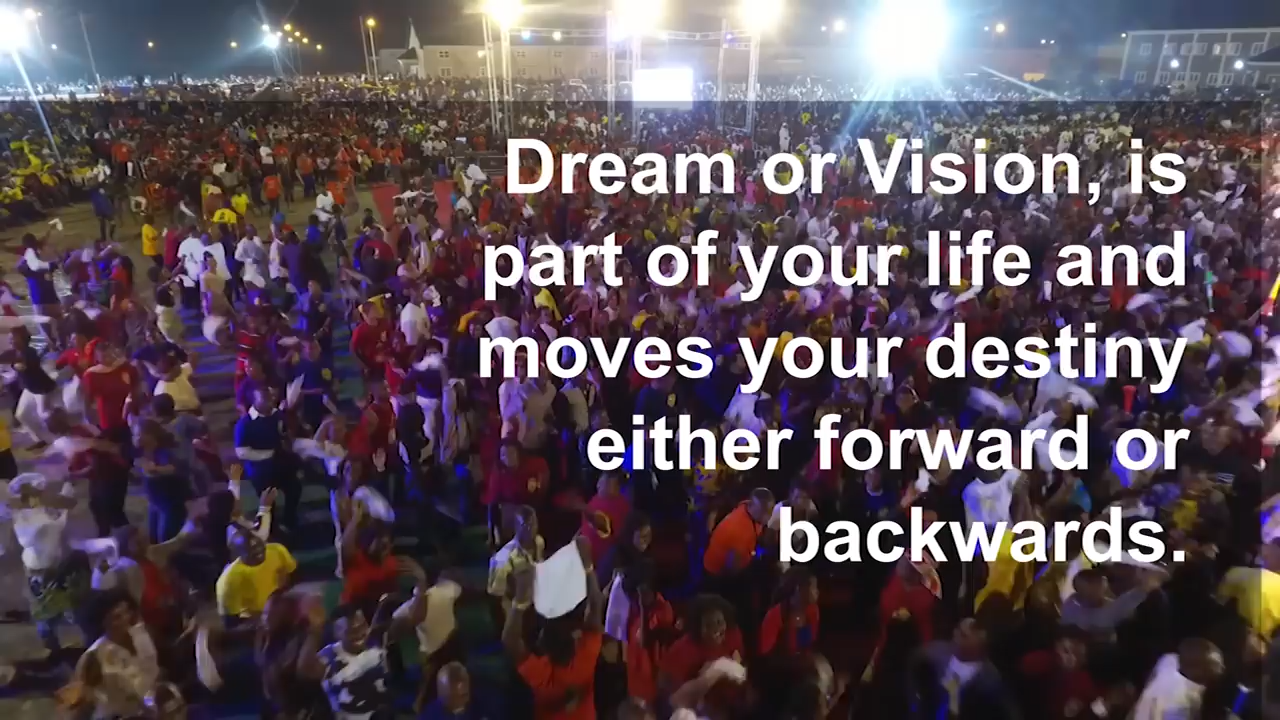 Dream or Vision, is
part of your life and
moves your destiny
either forward or
backwards.